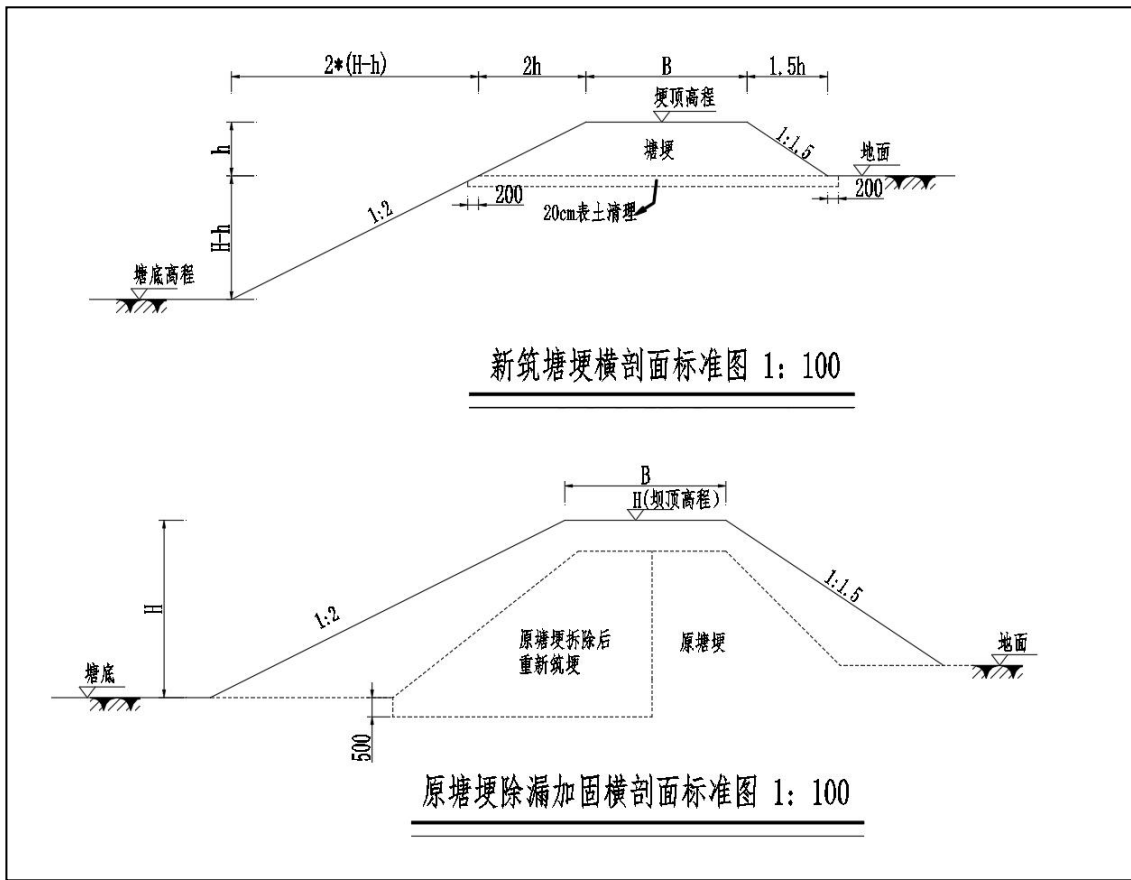 2*(H-h)
2h
B
1.5h
埂顶高程
h
塘埂
1:1.5
地面
200
200
20cm表土清理
1:2
H-h
塘底高程
新筑塘埂横剖面标准图 1: 100
B
H(坝顶高程)
H
1:2
1:1.5
原塘埂拆除后
重新筑埂
原塘埂
地面
塘底
500
原塘埂除漏加固横剖面标准图 1: 100